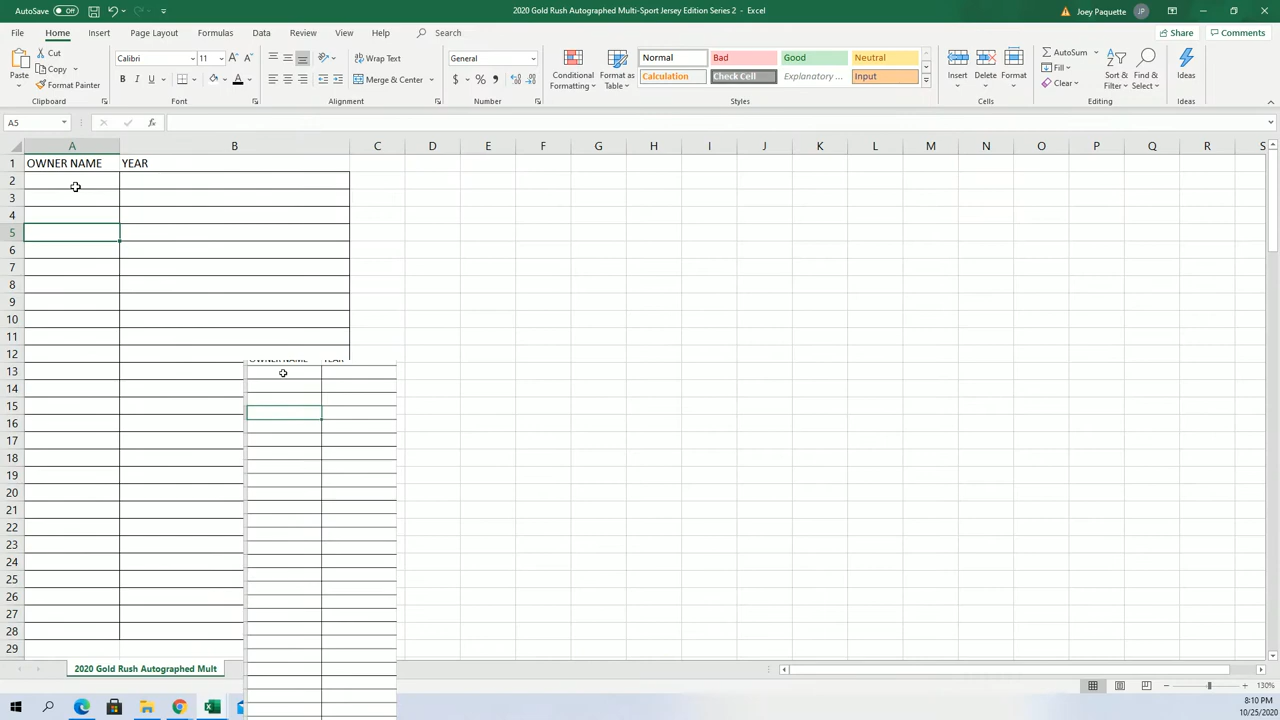 AutoSave Off 2020 Gold Rush Autographed Multi-Sport Jersey Edition Series 2 - Excel Joey Paquette JP
File Home Insert Page Layout Formulas Data Review View Help Search Share Comments
Paste Cut Copy Format Painter Clipboard
Calibri 11 B I U A A A Font
ab Wrap Text Merge & Center Alignment
General $ % Number
Conditional Formatting Format as Table
Normal Bad Good Neutral
Calculation Check Cell Explanatory ... Input
Styles
Insert Delete Format Cells
AutoSum Fill Clear Sort & Filter Find & Select Editing
Ideas Ideas
A5 fx
A B C D E F G H I J K L M N O P Q R S
1 OWNER NAME YEAR
2
3
4
5
6
7
8
9
10
11
12
OWNER NAME YEAR
13
14
15
16
17
18
19
20
21
22
23
24
25
26
27
28
29
2020 Gold Rush Autographed Mult
130%
8:10 PM
10/25/2020